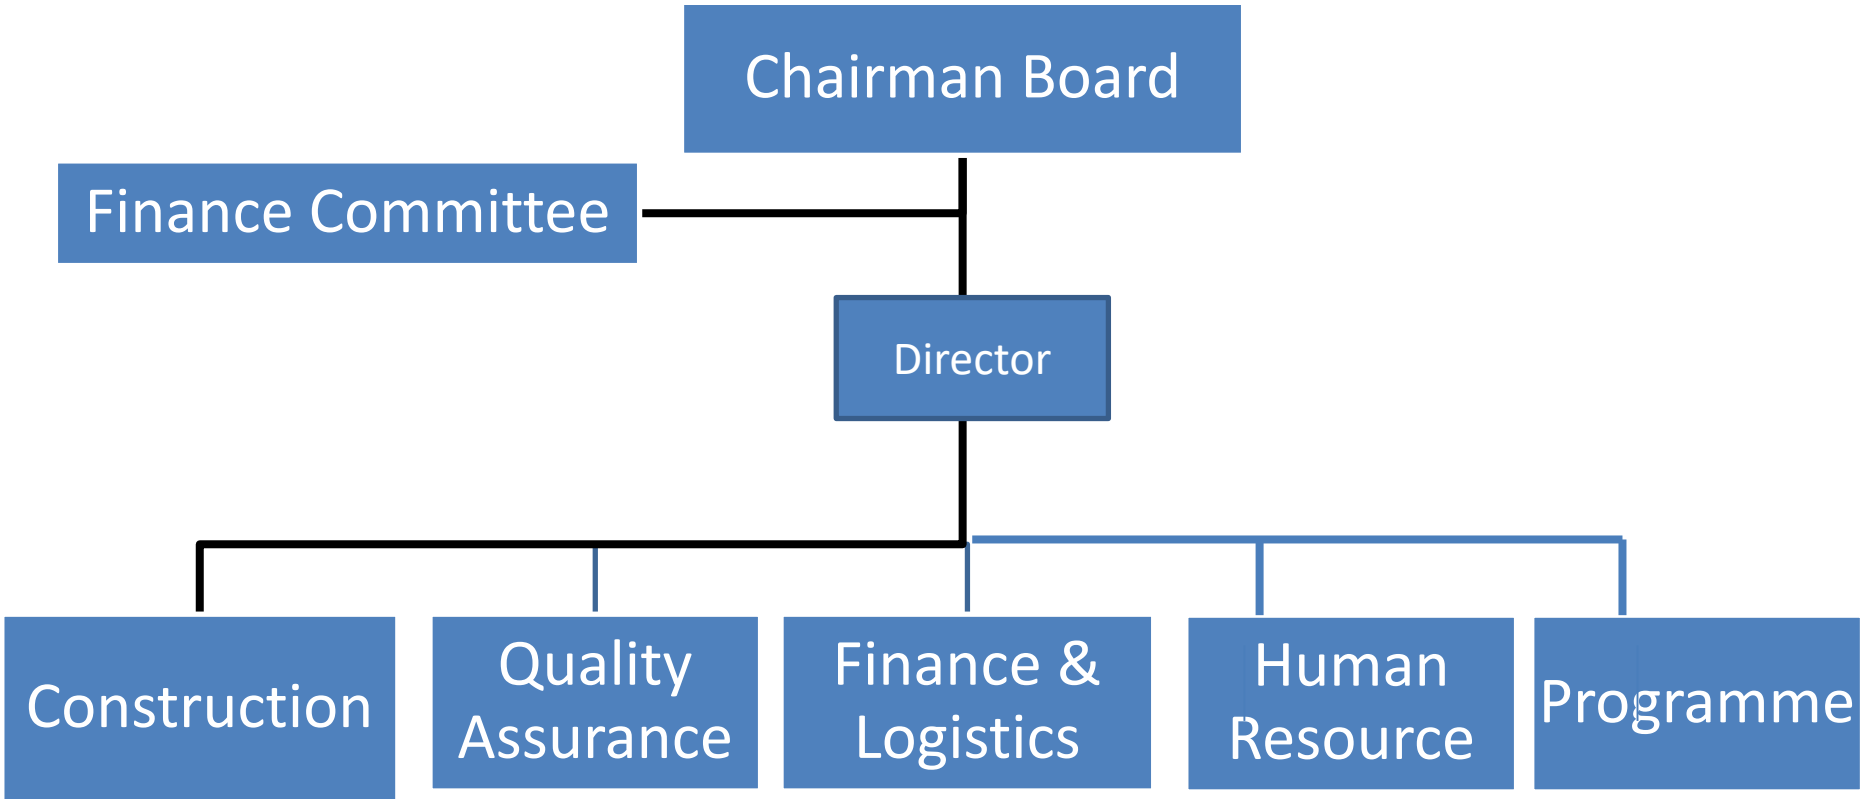 Chairman Board
Finance Committee
Director
Construction
Quality
Assurance
Finance &
Logistics
Human
Resource
Programme